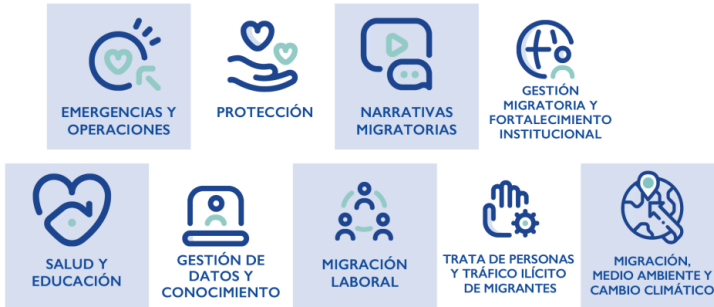 EMERGENCIAS Y
OPERACIONES
PROTECCIÓN
NARRATIVAS
MIGRATORIAS
GESTIÓN
MIGRATORIA Y
FORTALECIMIENTO
INSTITUCIONAL
SALUD Y
EDUCACIÓN
GESTIÓN DE
DATOS Y
CONOCIMIENTO
MIGRACIÓN
LABORAL
TRATA DE PERSONAS
Y TRÁFICO ILÍCITO
DE MIGRANTES
MIGRACIÓN,
MEDIO AMBIENTE Y
CAMBIO CLIMÁTICO